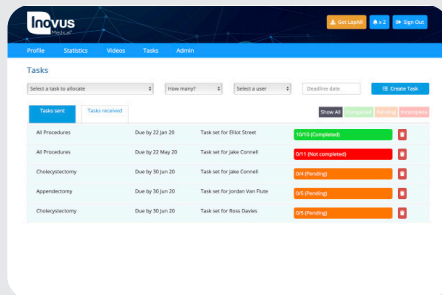 Inovus
Medical
Get LapAR x 2 Sign Out
Profile Statistics Videos Tasks Admin
Tasks
Select a task to allocate How many? Select a user Deadline date Create Task
Tasks sent Tasks received Show All Completed Pending Incomplete
All Procedures Due by 22 Jan 20 Task set for Elliot Street 10/10 (Completed)
All Procedures Due by 22 May 20 Task set for Jake Connell 0/11 (Not completed)
Cholecystectomy Due by 30 Jun 20 Task set for Jake Connell 0/4 (Pending)
Appendectomy Due by 30 Jun 20 Task set for Jordan Van Flute 0/5 (Pending)
Cholecystectomy Due by 30 Jun 20 Task set for Ross Davies 0/5 (Pending)